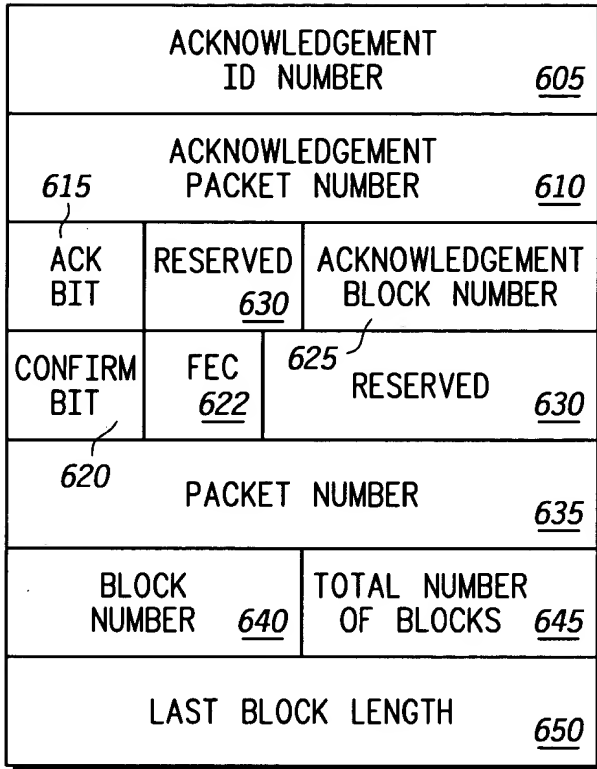 ACKNOWLEDGEMENT
ID NUMBER 605
ACKNOWLEDGEMENT
PACKET NUMBER 610
615
ACK
BIT
RESERVED
630
ACKNOWLEDGEMENT
BLOCK NUMBER
625
CONFIRM
BIT
620
FEC
622
RESERVED
630
PACKET NUMBER
635
BLOCK
NUMBER 640
TOTAL NUMBER
OF BLOCKS 645
LAST BLOCK LENGTH
650